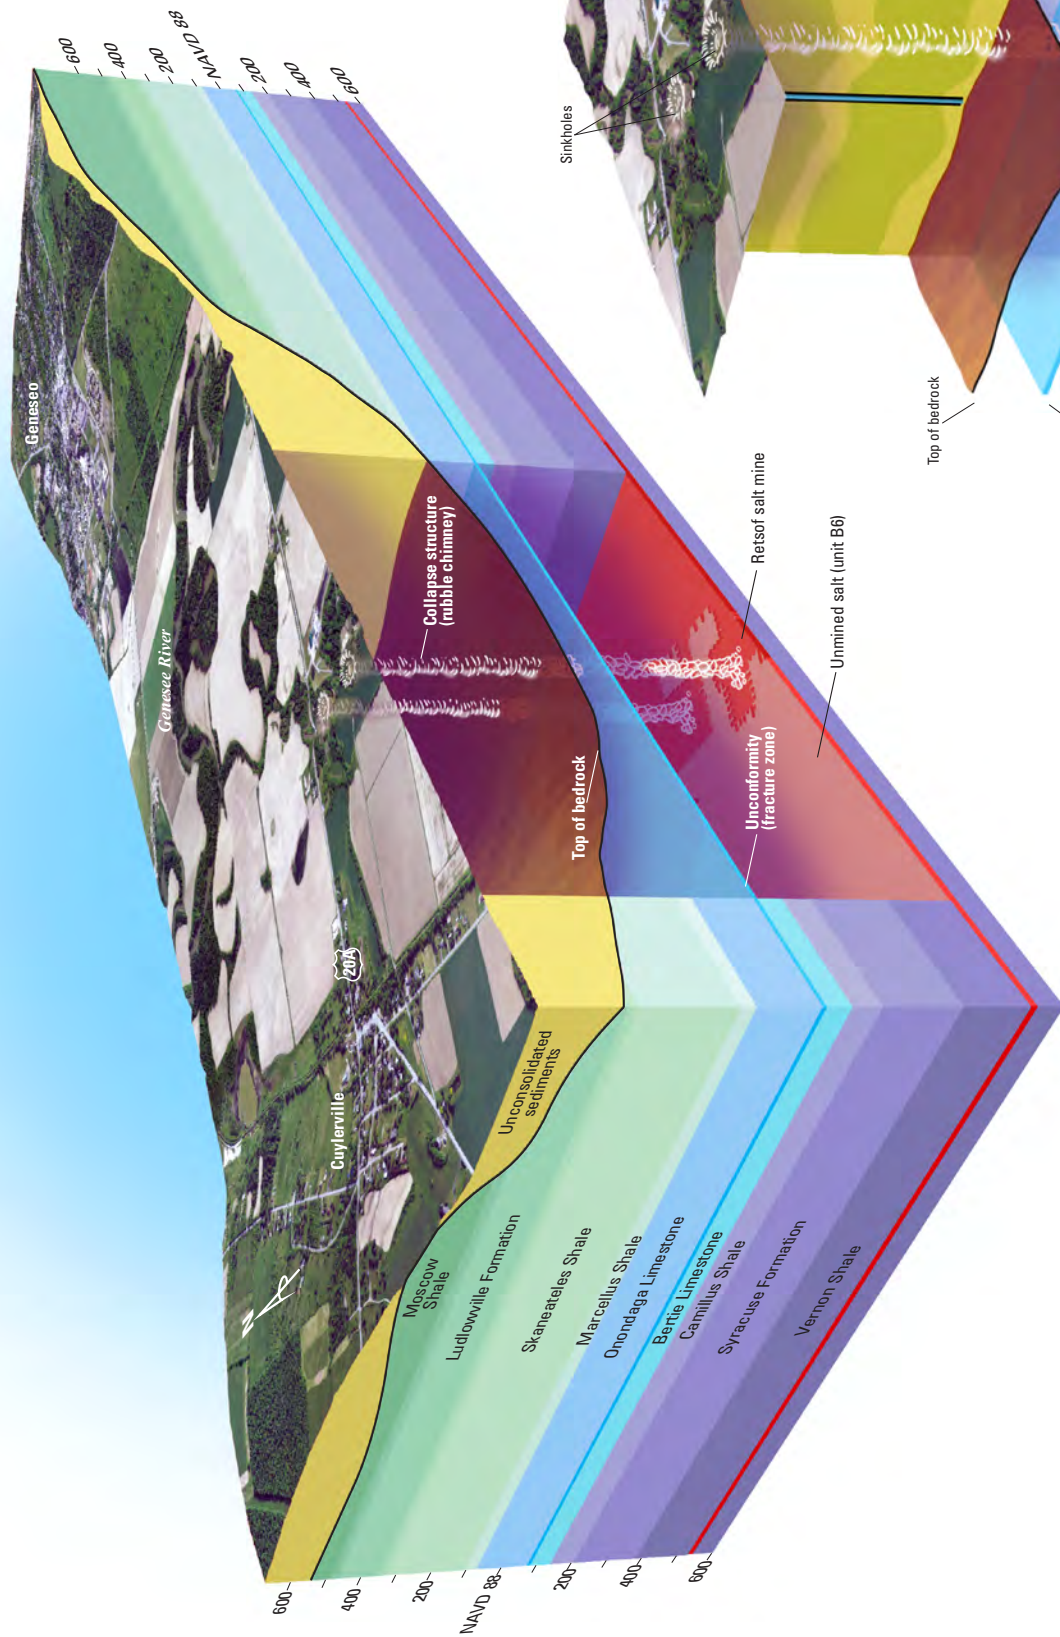 Geneseo
Genesee River
20A
Cuylerville
N
600
400
200
NAVD 88
200
400
600
Sinkholes
Collapse structure
(rubble chimney)
Retsof salt mine
Unmined salt (unit B6)
Top of bedrock
Unconformity
(fracture zone)
Top of bedrock
Unconsolidated
sediments
Moscow
Shale
Ludlowville Formation
Skaneateles Shale
Marcellus Shale
Onondaga Limestone
Bertie Limestone
Camillus Shale
Syracuse Formation
Vernon Shale
600
400
200
NAVD 88
200
400
600